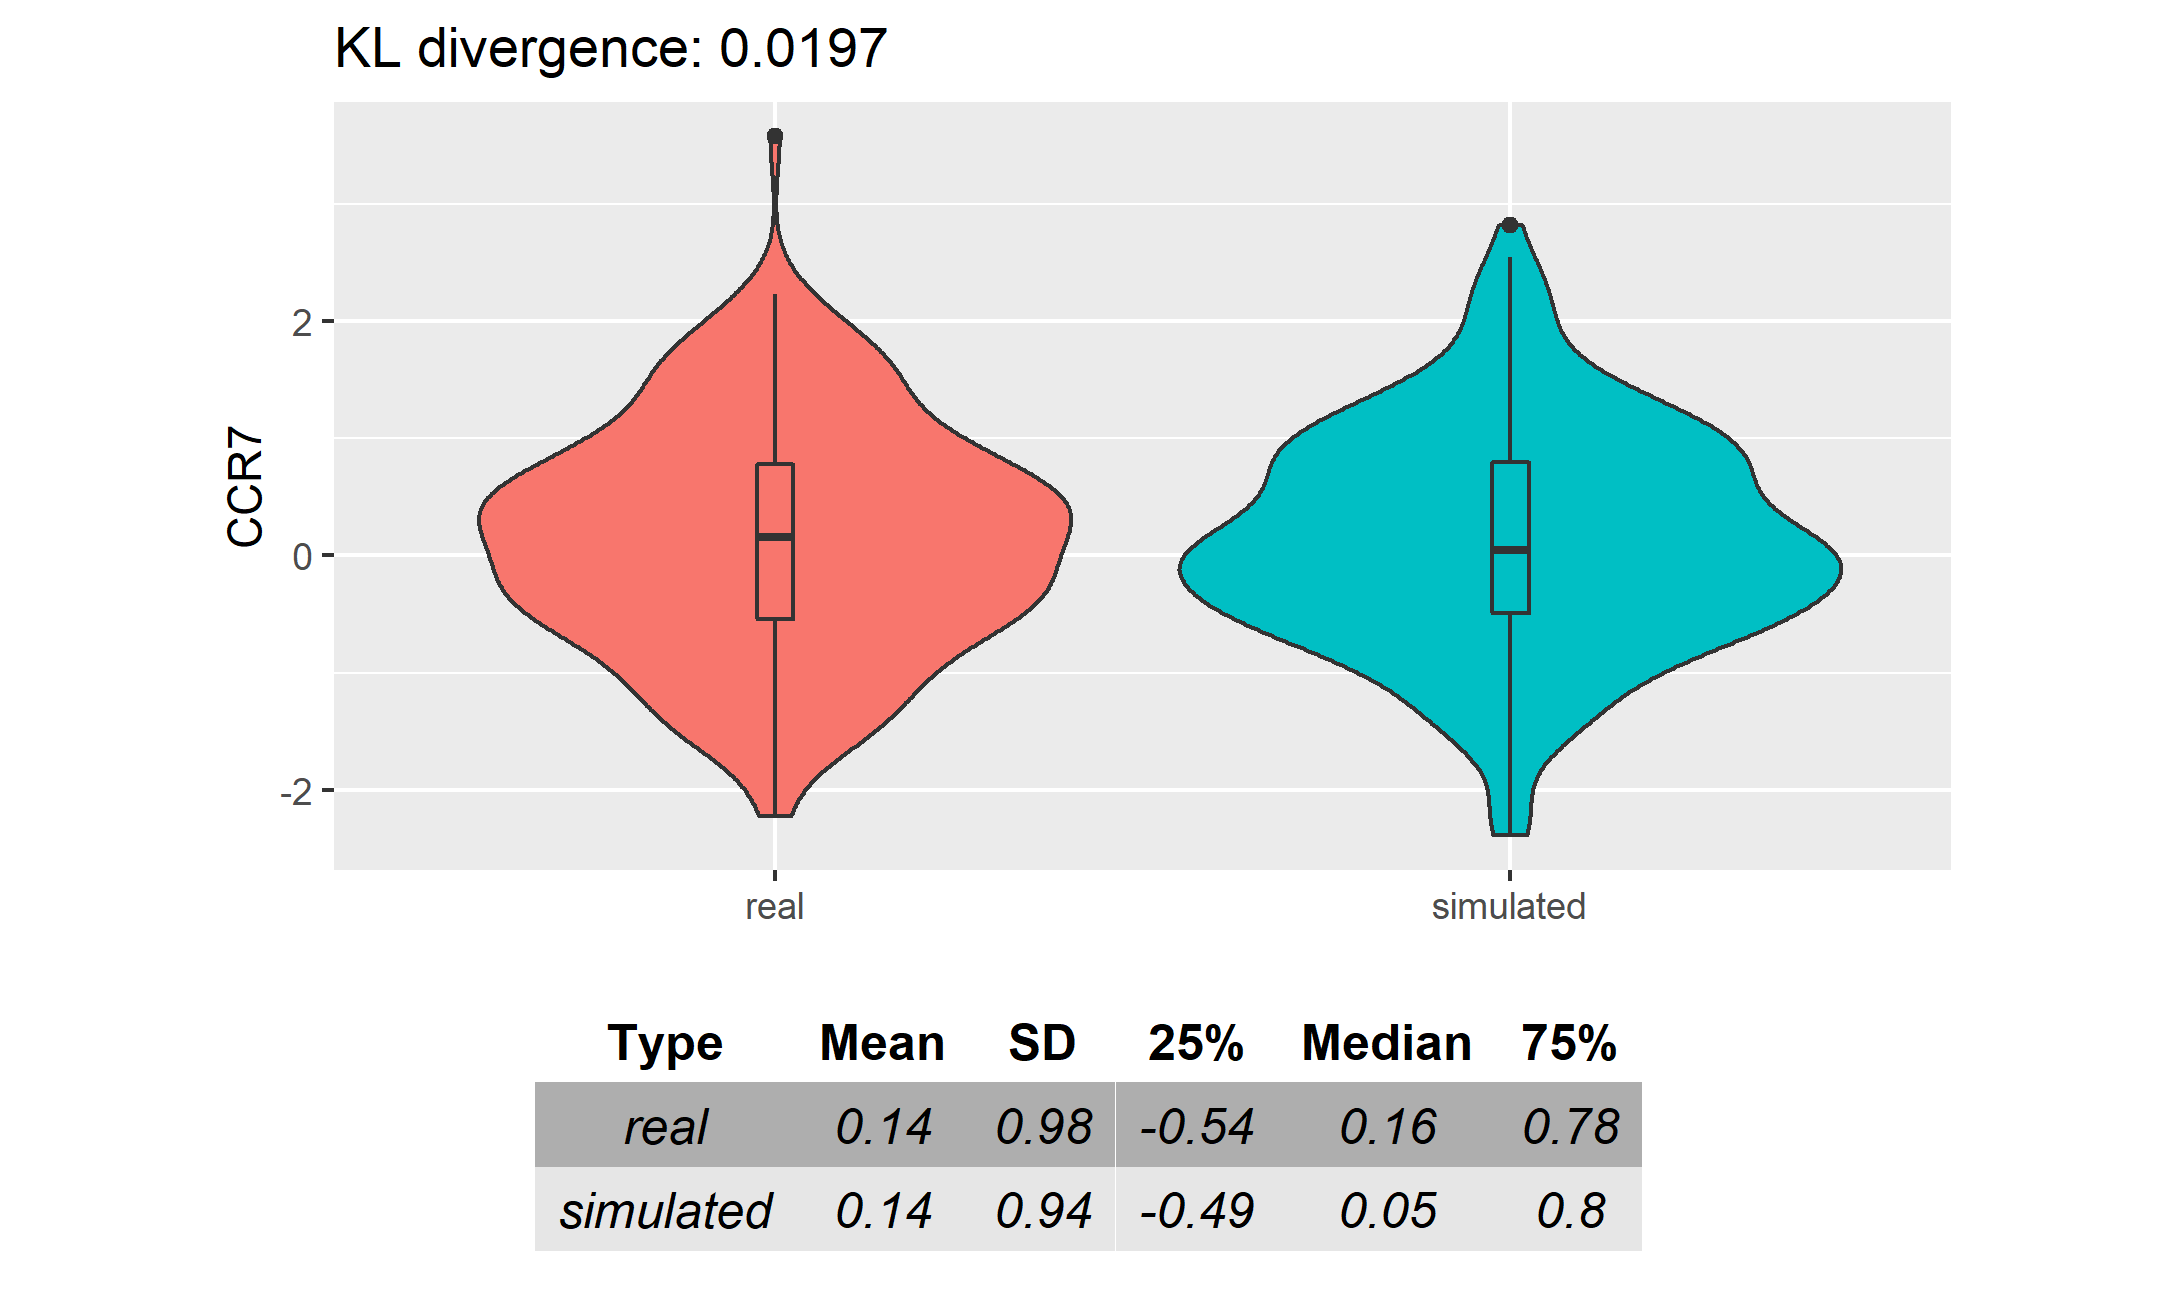 KL divergence: 0.0197
CCR7
2
0
-2
real simulated
Type Mean SD 25% Median 75%
real 0.14 0.98 -0.54 0.16 0.78
simulated 0.14 0.94 -0.49 0.05 0.8